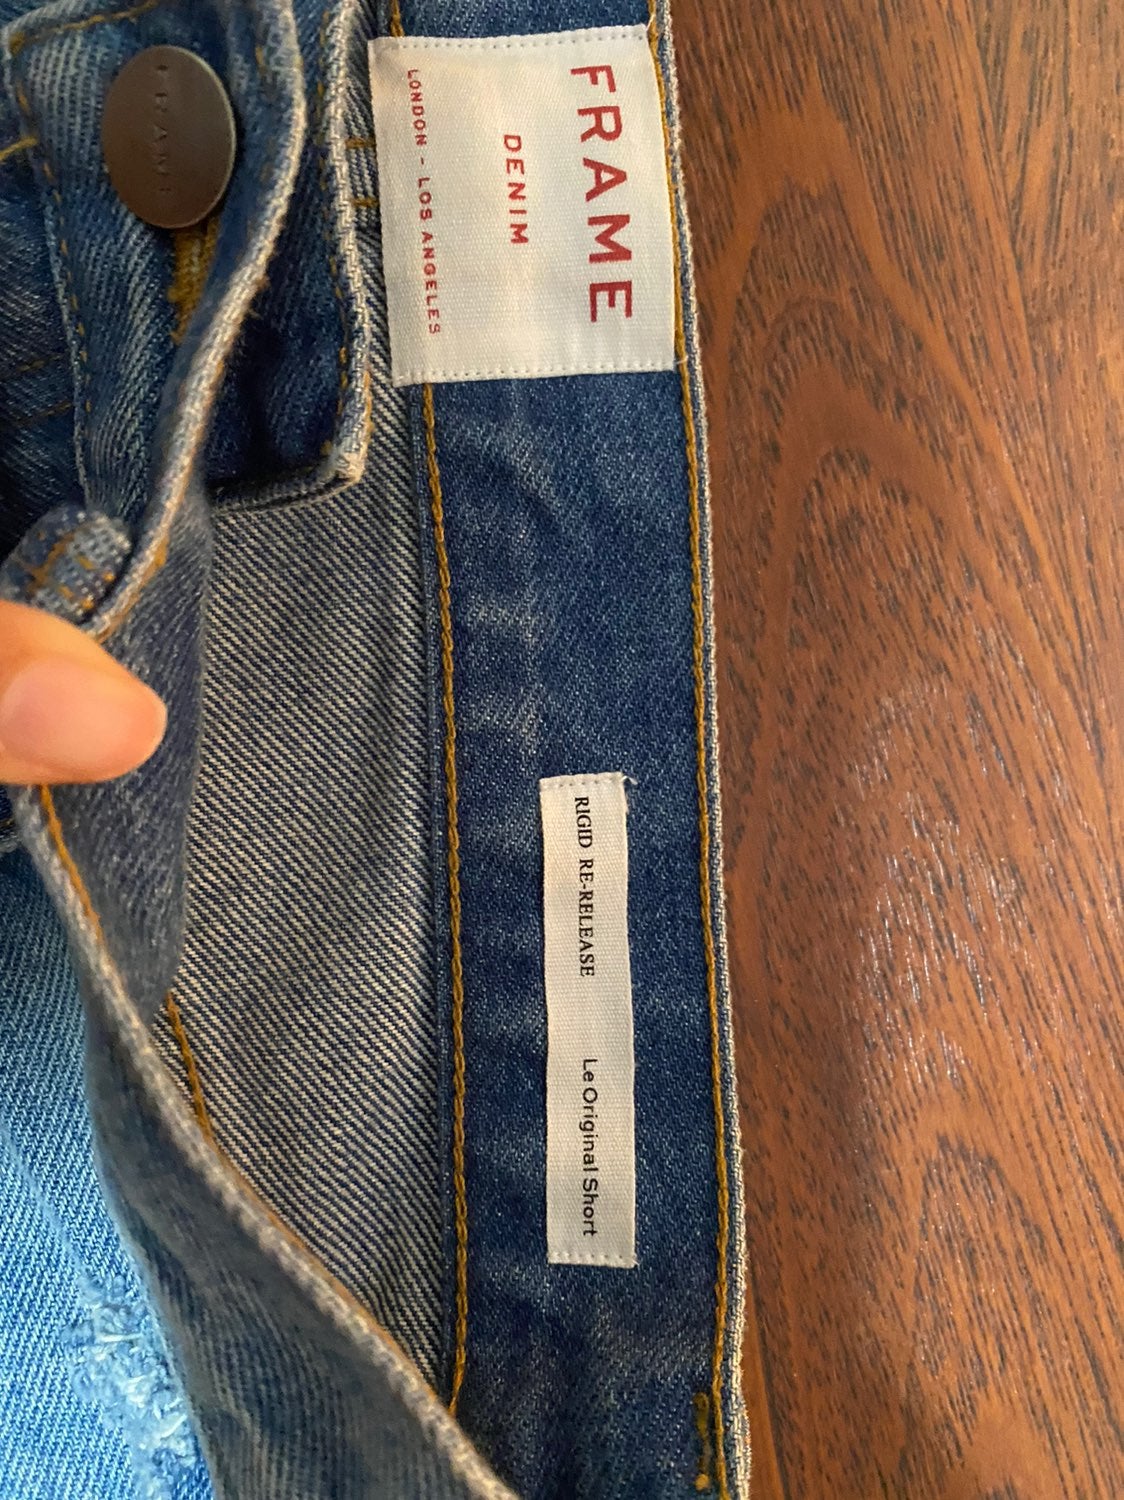 FRAME
DENIM
LONDON - LOS ANGELES
FRAME
RIGID RE-RELEASE Le Original Short